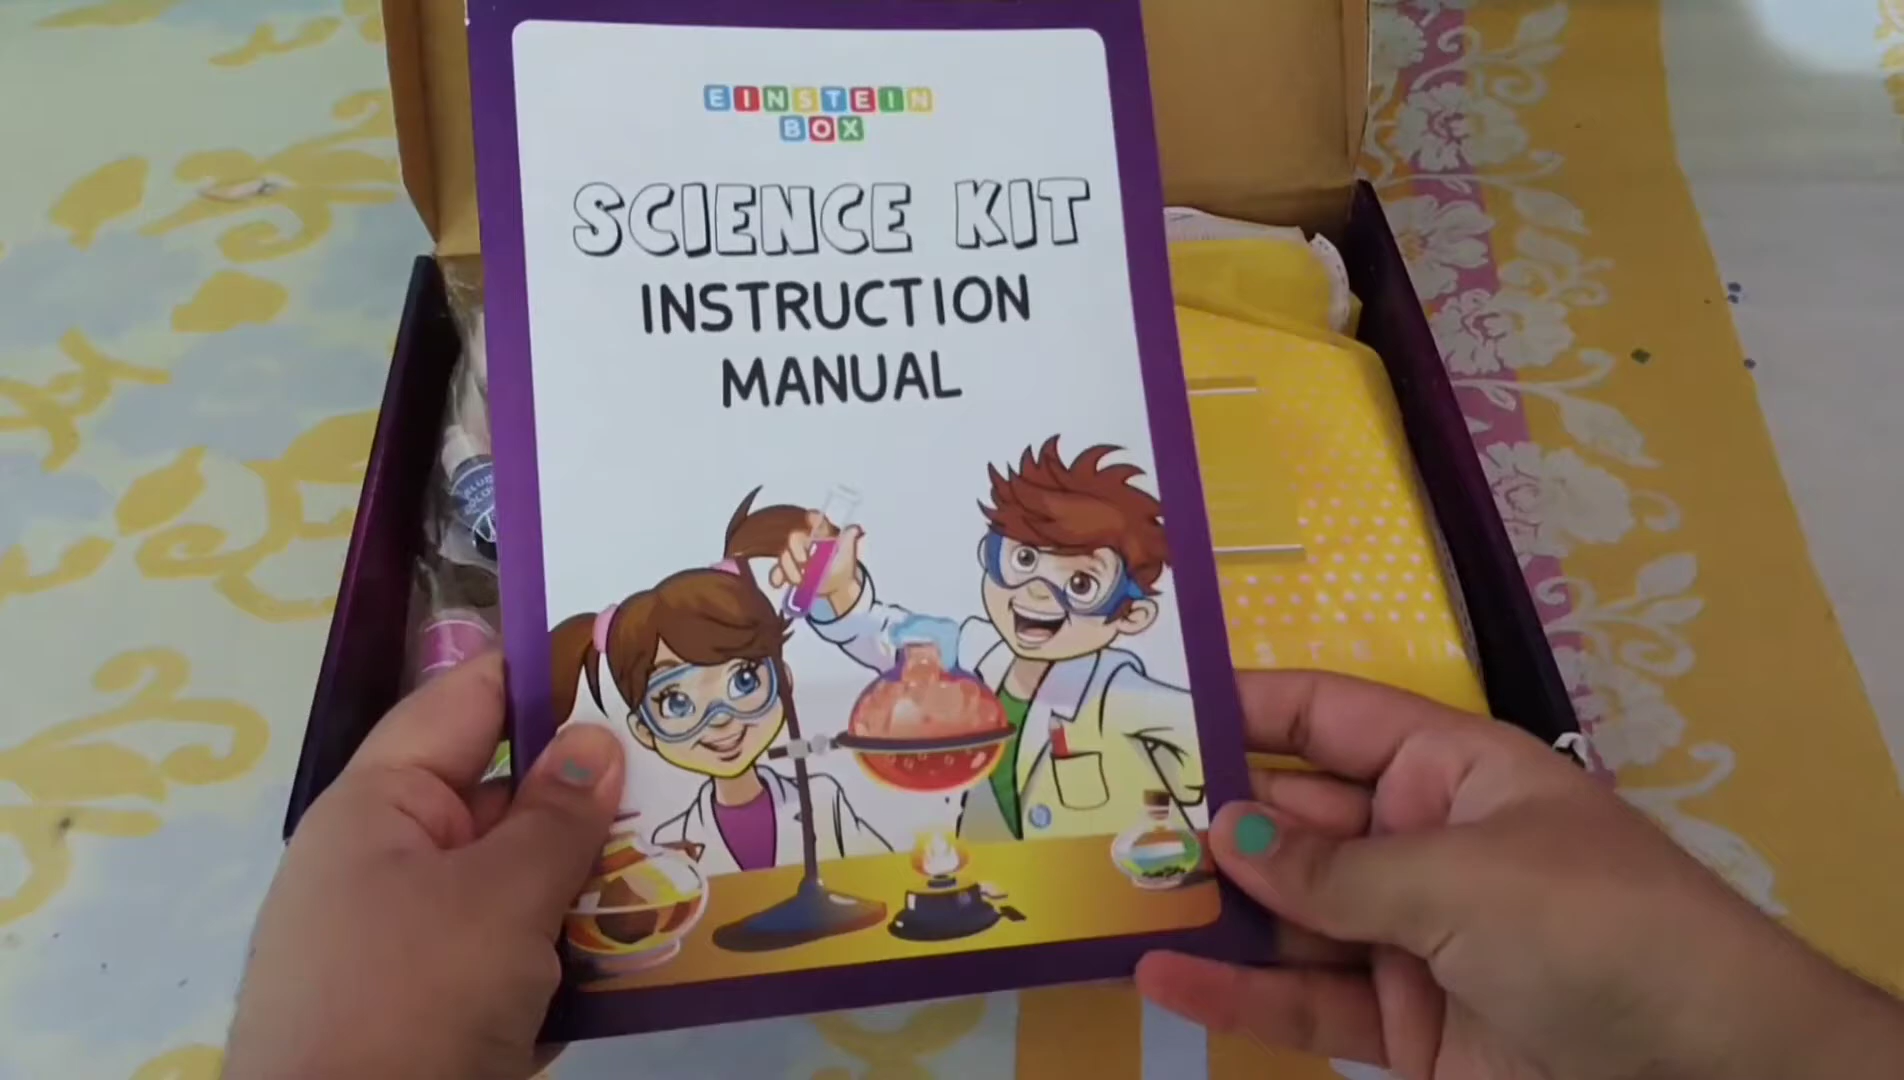 EINSTEIN
BOX
SCIENCE KIT
INSTRUCTION
MANUAL